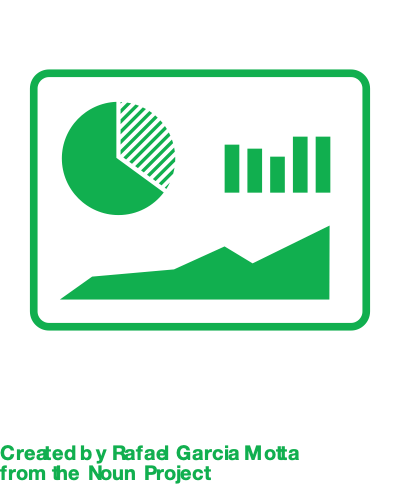 Created by Rafael Garcia Motta
from the Noun Project